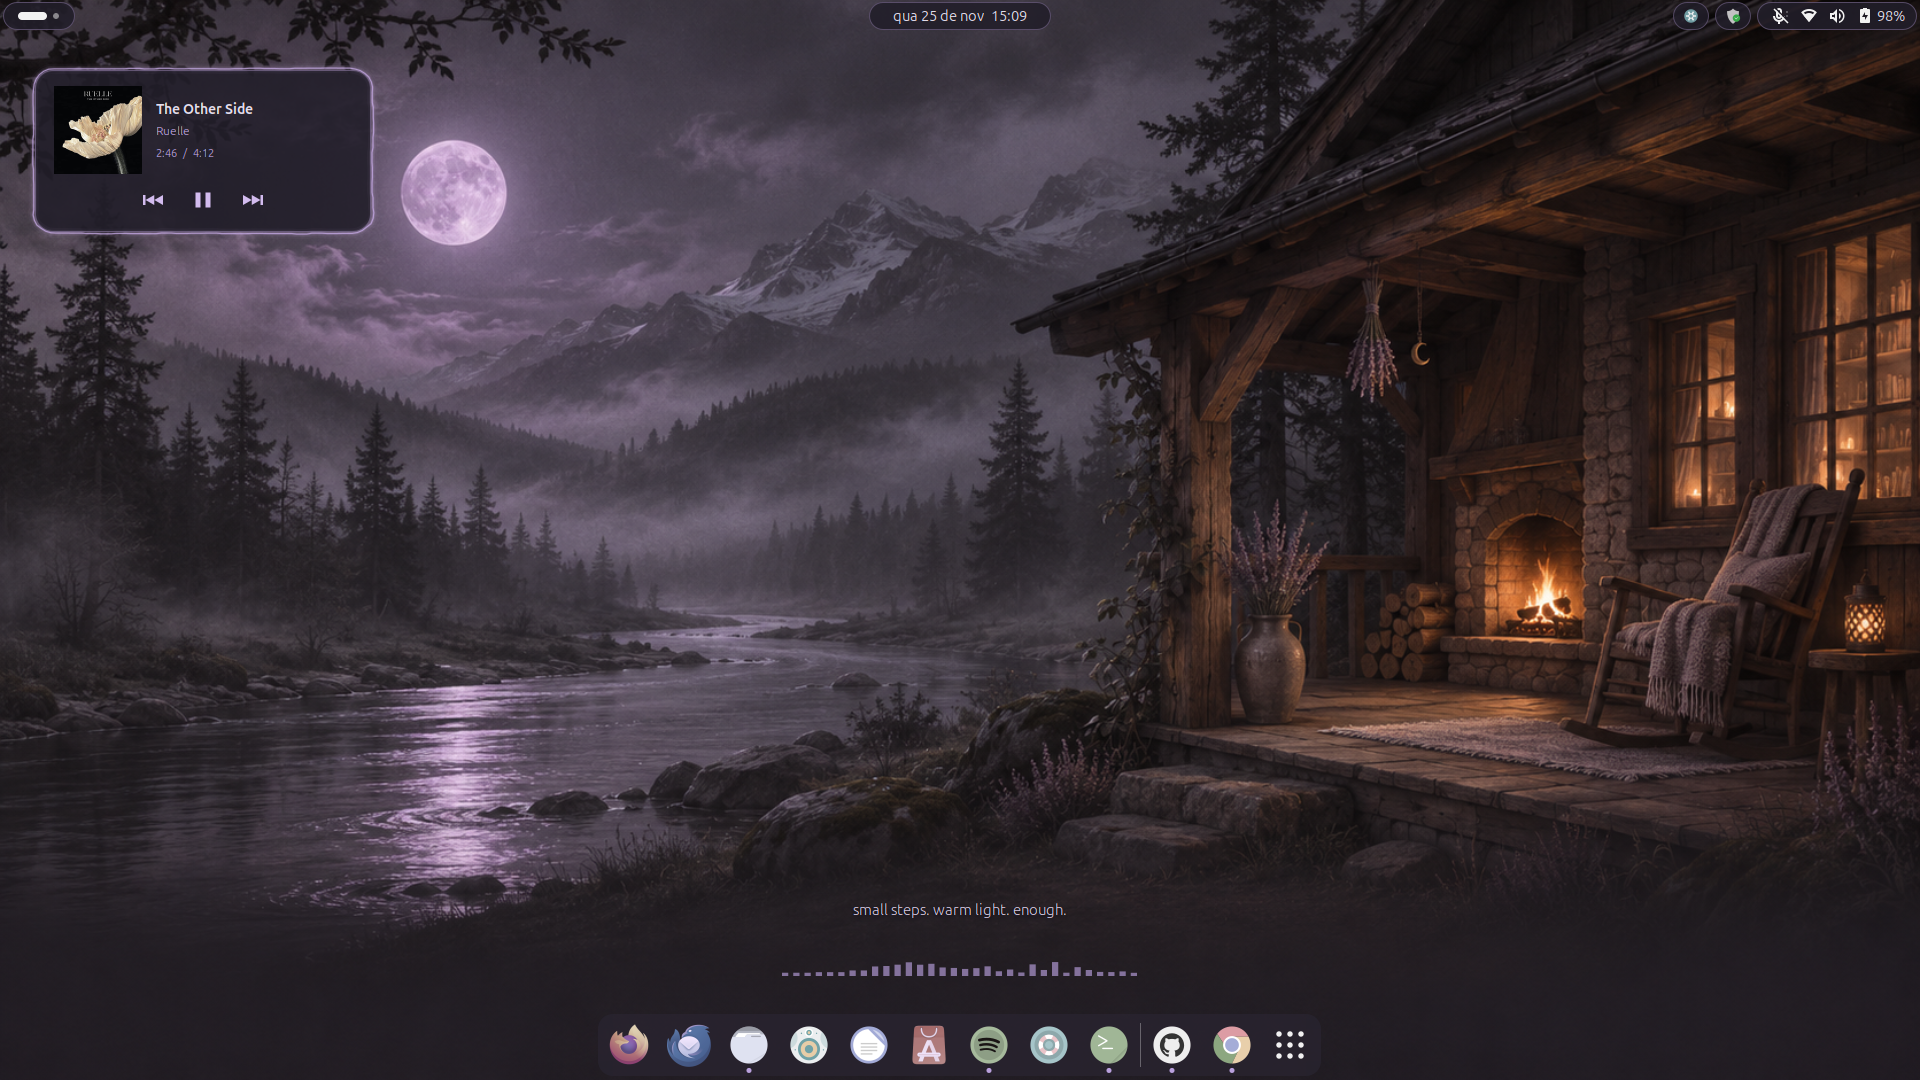 qua 25 de nov 15:09
98%
RUELLE
The Other Side
Ruelle
2:46 / 4:12
small steps. warm light. enough.